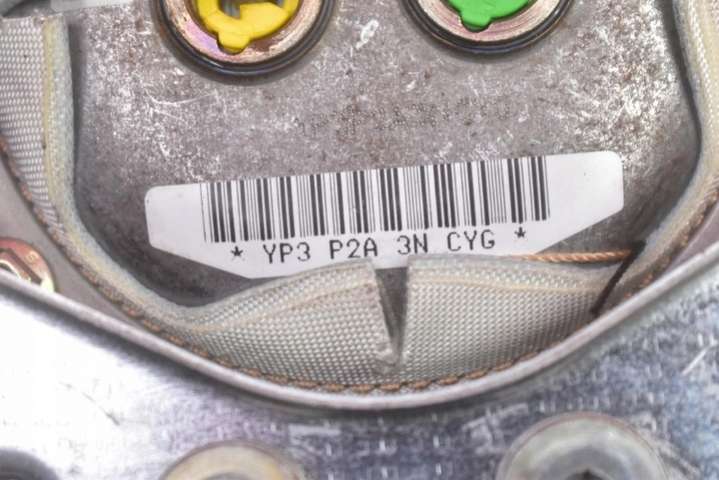 * YP3 P2A 3N CYG *